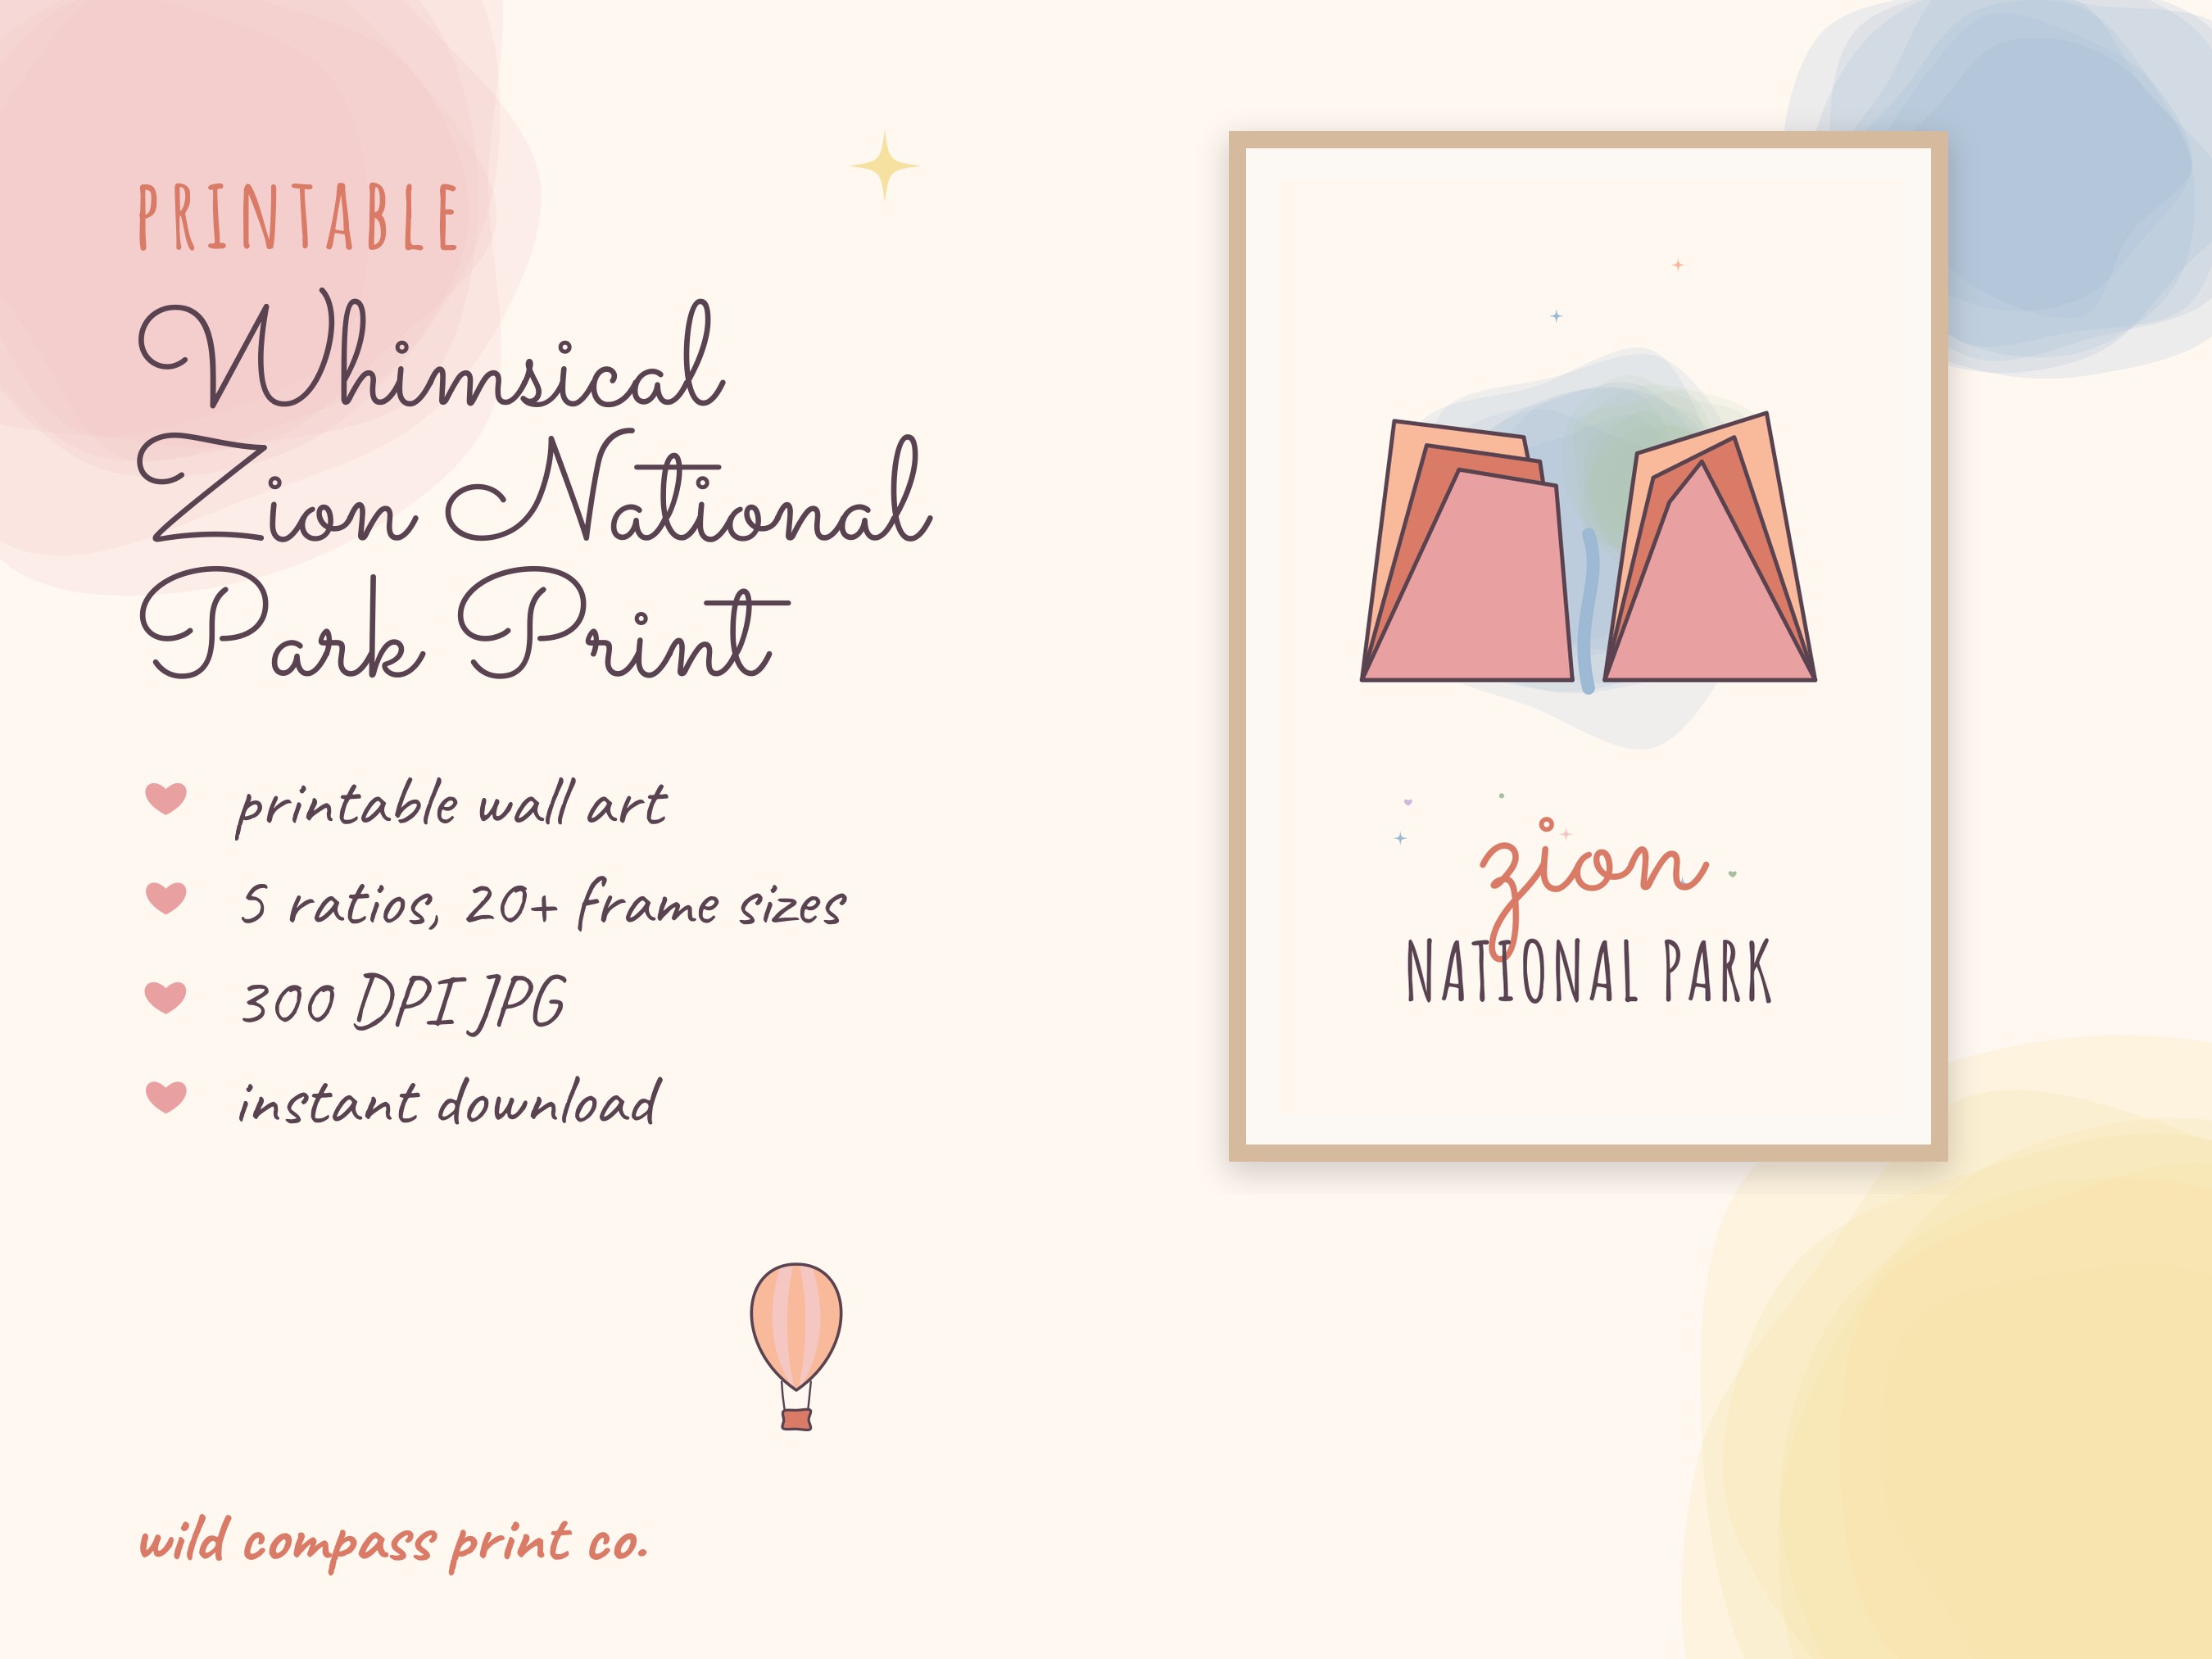 PRINTABLE
Whimsical
Zion National
Park Print
printable wall art
5 ratios, 20+ frame sizes
300 DPI JPG
instant download
wild compass print co.
zion
NATIONAL PARK